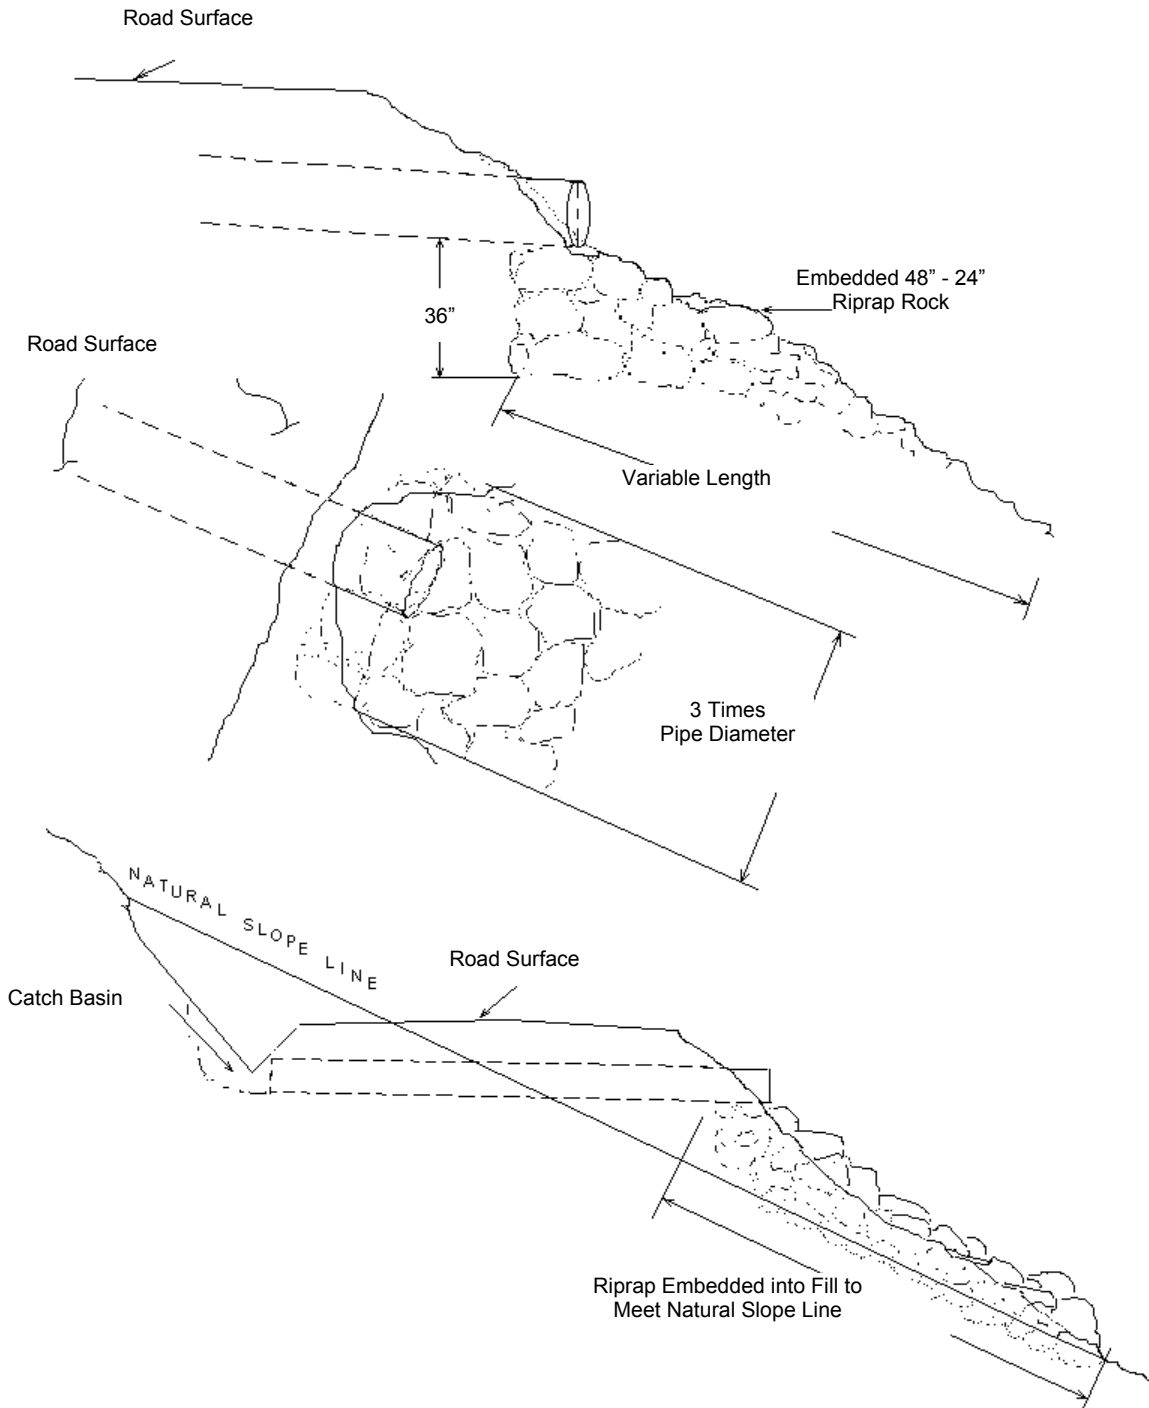 Road Surface
Embedded 48” - 24”
Riprap Rock
36”
Road Surface
Variable Length
3 Times
Pipe Diameter
NATURAL SLOPE LINE
Road Surface
Catch Basin
Riprap Embedded into Fill to
Meet Natural Slope Line